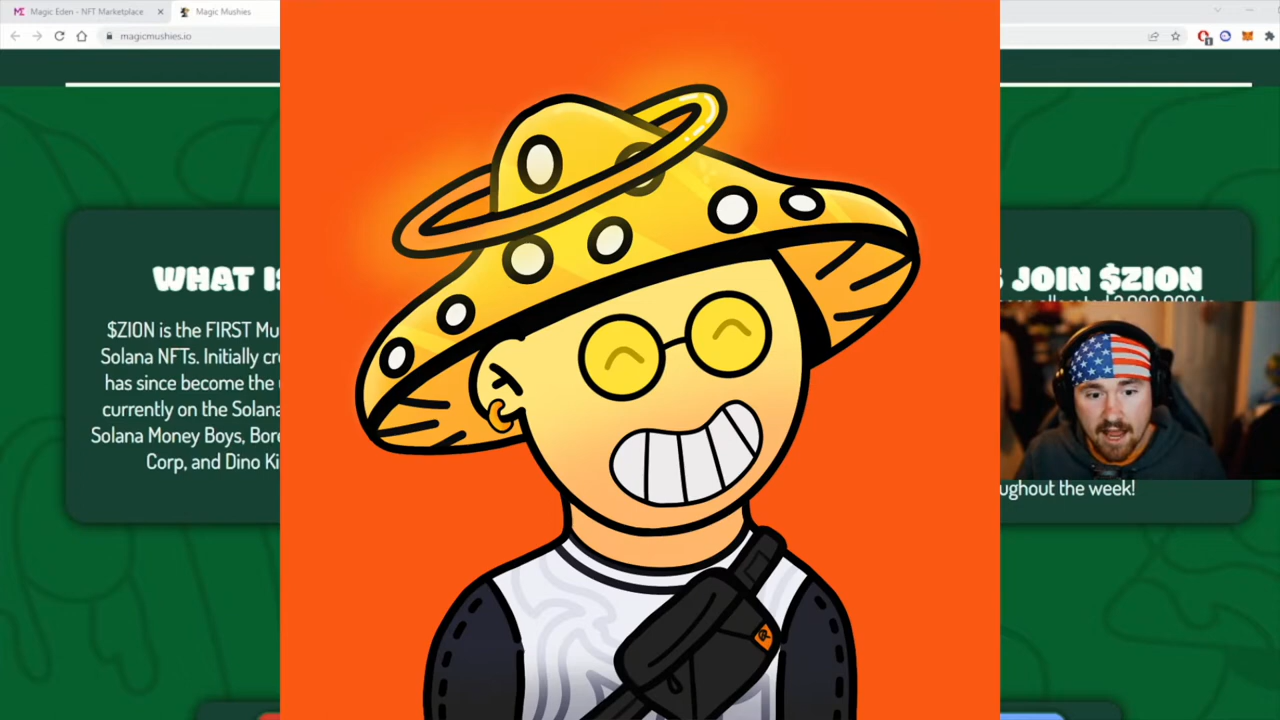 Magic Eden - NFT Marketplace
Magic Mushies
magicmushies.io
WHAT IS
JOIN $ZION
$ZION is the FIRST Mu
Solana NFTs. Initially cre
has since become the
currently on the Solana
Solana Money Boys, Bore
Corp, and Dino Ki
ughout the week!